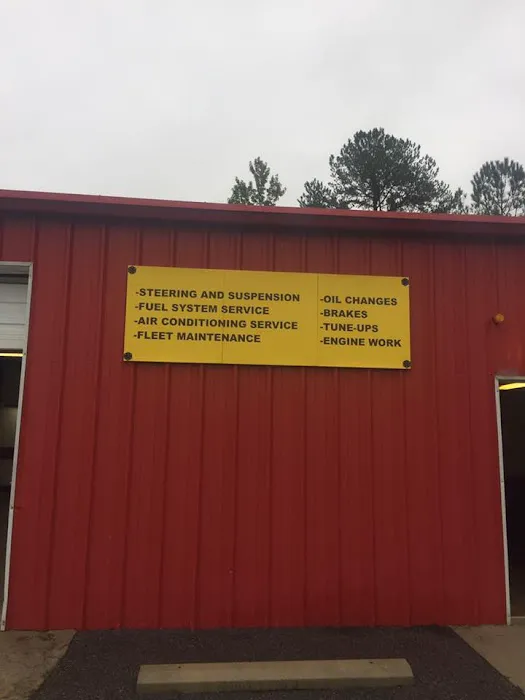 -STEERING AND SUSPENSION
-FUEL SYSTEM SERVICE
-AIR CONDITIONING SERVICE
-FLEET MAINTENANCE
-OIL CHANGES
-BRAKES
-TUNE-UPS
-ENGINE WORK